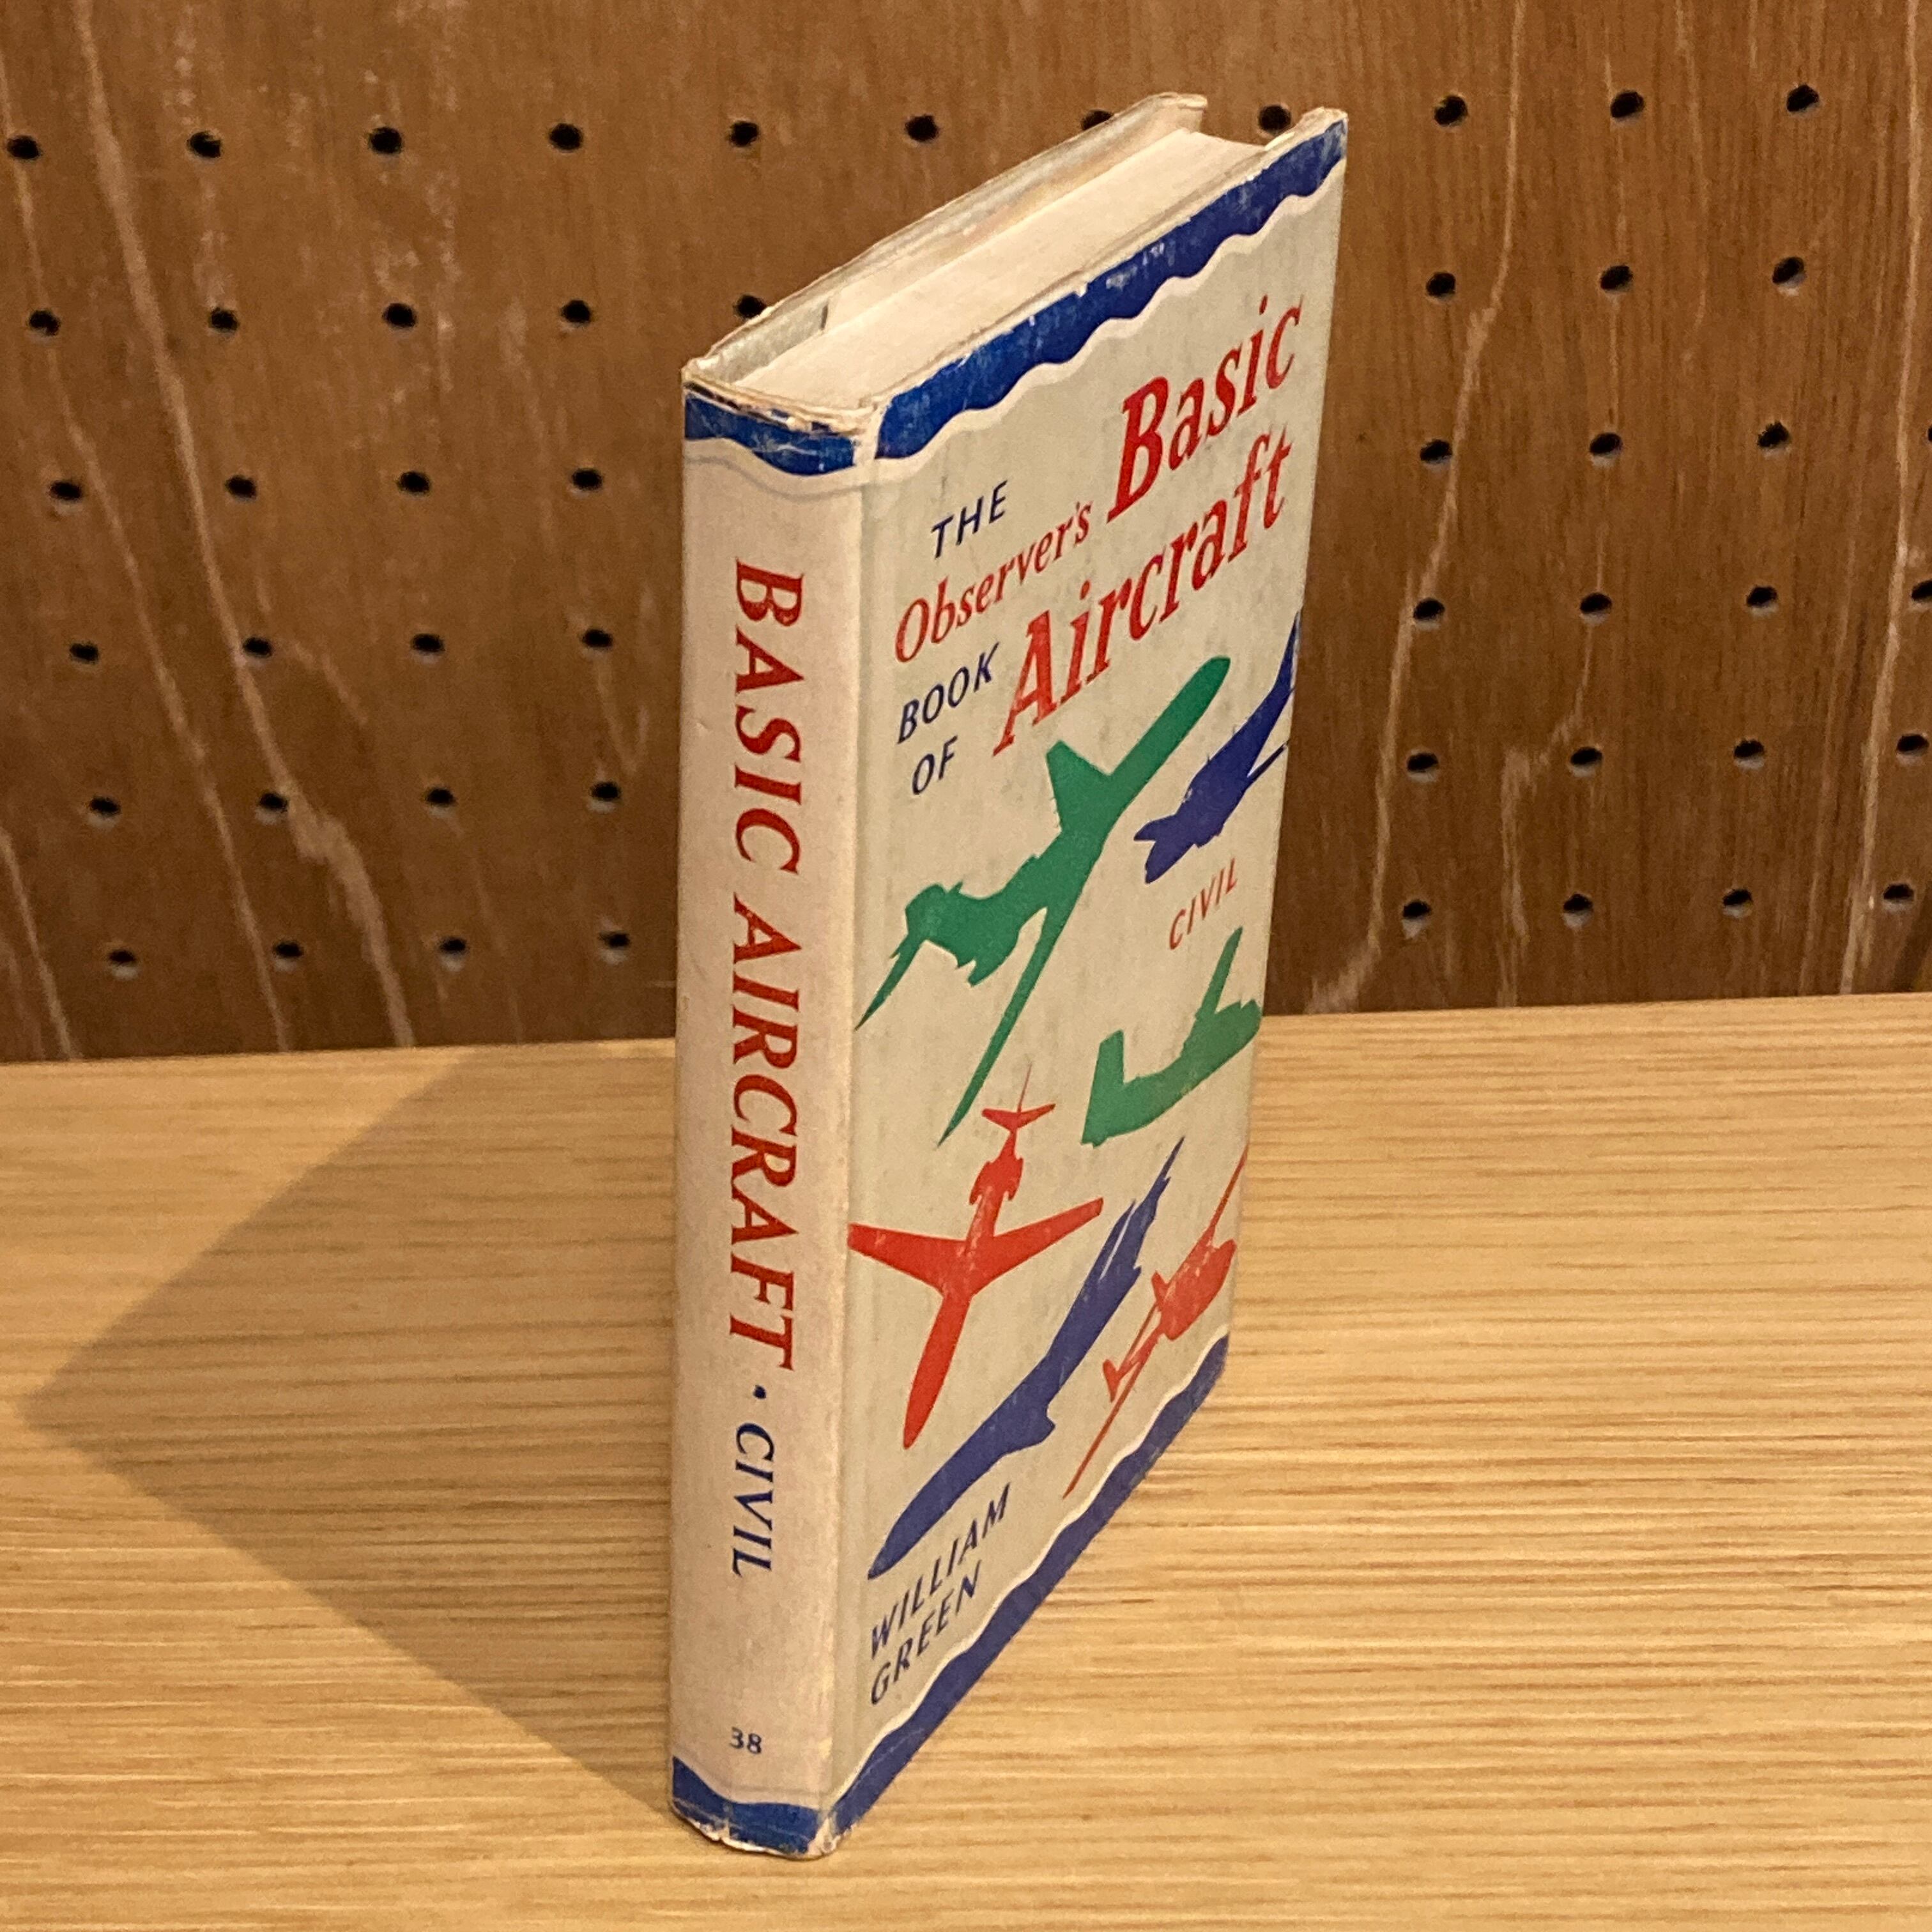 BASIC AIRCRAFT · CIVIL
38
THE
Observer's Basic
BOOK
OF Aircraft
CIVIL
WILLIAM
GREEN